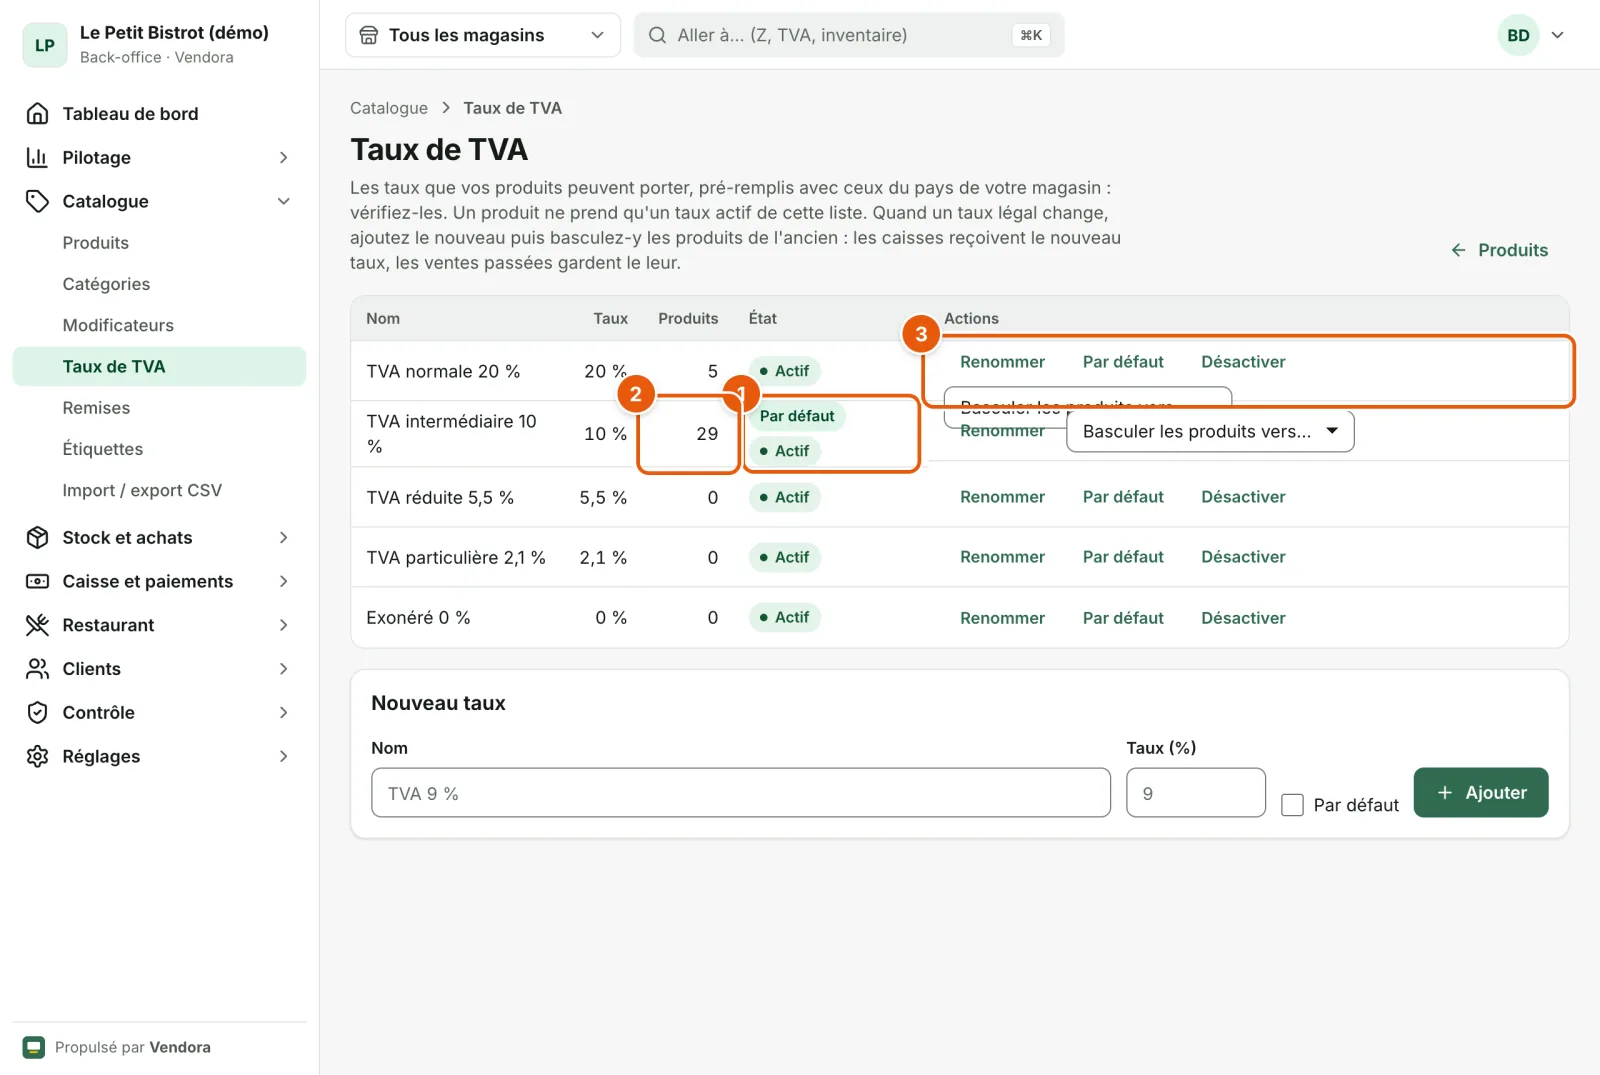 LP
Le Petit Bistrot (démo)
Back-office · Vendora
Tous les magasins
Aller à... (Z, TVA, inventaire)
⌘K
BD
Tableau de bord
Pilotage
Catalogue
Produits
Catégories
Modificateurs
Taux de TVA
Remises
Étiquettes
Import / export CSV
Stock et achats
Caisse et paiements
Restaurant
Clients
Contrôle
Réglages
Propulsé par Vendora
Catalogue > Taux de TVA
Taux de TVA
Les taux que vos produits peuvent porter, pré-remplis avec ceux du pays de votre magasin :
vérifiez-les. Un produit ne prend qu'un taux actif de cette liste. Quand un taux légal change,
ajoutez le nouveau puis basculez-y les produits de l'ancien : les caisses reçoivent le nouveau
taux, les ventes passées gardent le leur.
← Produits
Nom Taux Produits État Actions
3
TVA normale 20 % 20 % 5 Actif Renommer Par défaut Désactiver
Basculer les produits vers...
2
1
TVA intermédiaire 10
%
10 % 29 Par défaut
Actif
Renommer Basculer les produits vers...
TVA réduite 5,5 % 5,5 % 0 Actif Renommer Par défaut Désactiver
TVA particulière 2,1 % 2,1 % 0 Actif Renommer Par défaut Désactiver
Exonéré 0 % 0 % 0 Actif Renommer Par défaut Désactiver
Nouveau taux
Nom Taux (%)
TVA 9 % 9 Par défaut + Ajouter